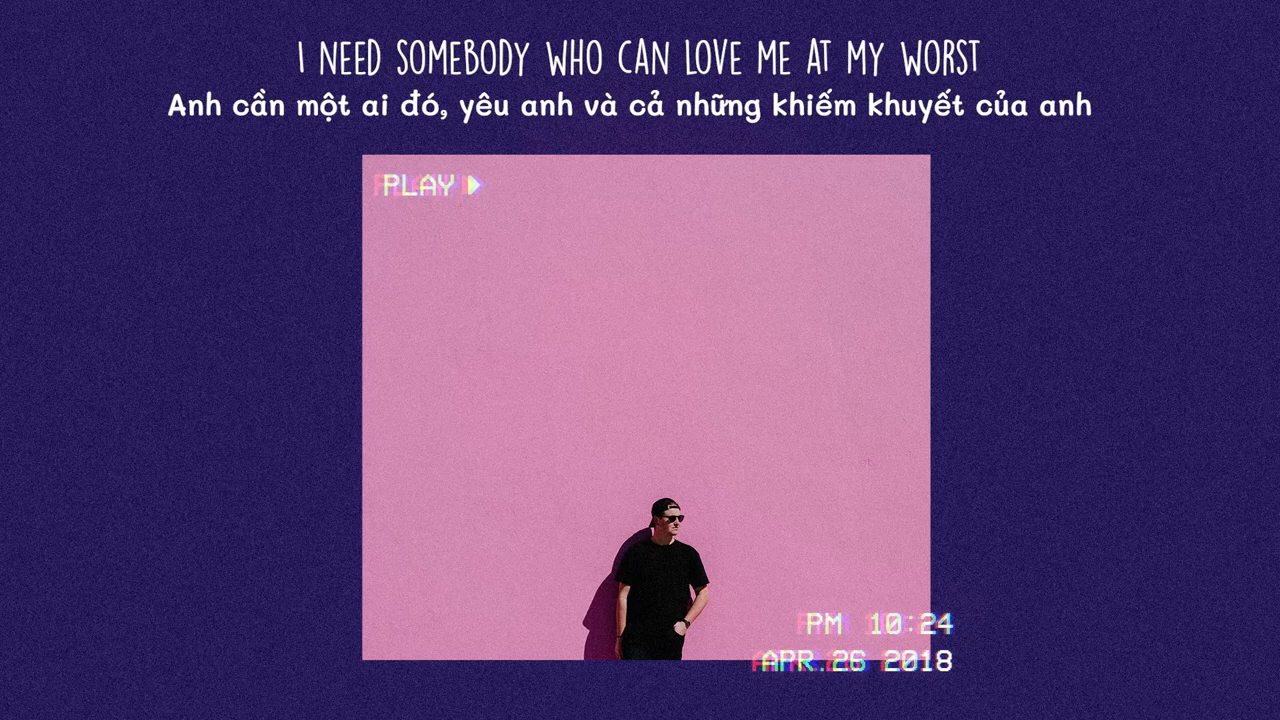 I NEED SOMEBODY WHO CAN LOVE ME AT MY WORST
Anh cần một ai đó, yêu anh và cả những khiếm khuyết của anh
PLAY
PM 10:24
APR.26 2018